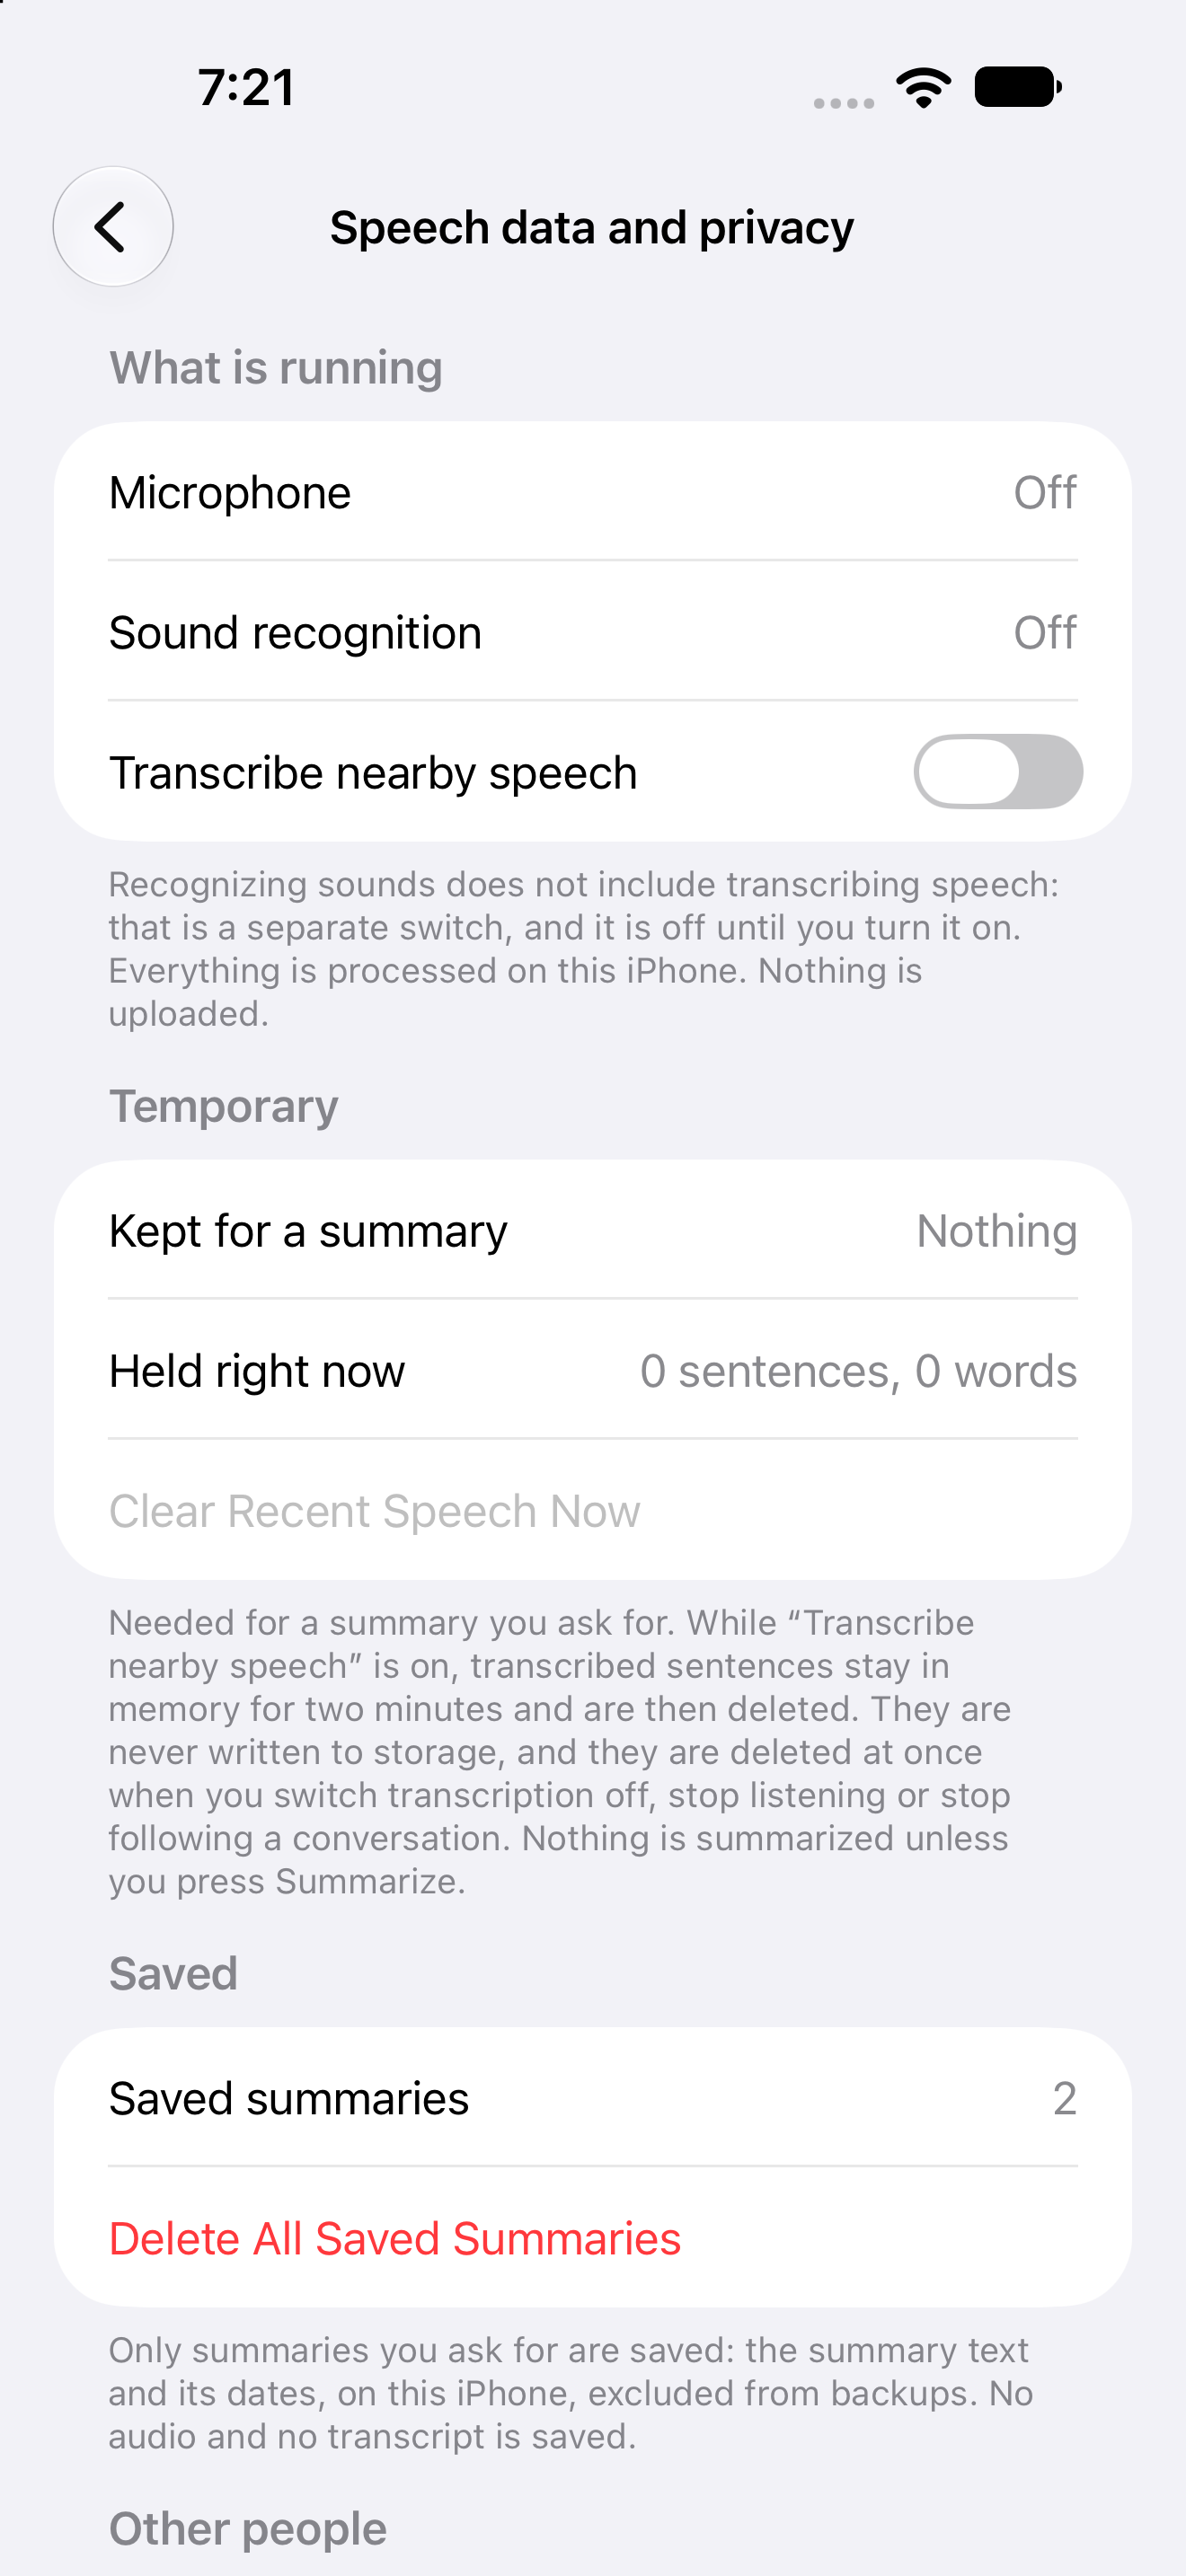 7:21
Speech data and privacy
What is running
Microphone Off
Sound recognition Off
Transcribe nearby speech
Recognizing sounds does not include transcribing speech:
that is a separate switch, and it is off until you turn it on.
Everything is processed on this iPhone. Nothing is
uploaded.
Temporary
Kept for a summary Nothing
Held right now 0 sentences, 0 words
Clear Recent Speech Now
Needed for a summary you ask for. While “Transcribe
nearby speech” is on, transcribed sentences stay in
memory for two minutes and are then deleted. They are
never written to storage, and they are deleted at once
when you switch transcription off, stop listening or stop
following a conversation. Nothing is summarized unless
you press Summarize.
Saved
Saved summaries 2
Delete All Saved Summaries
Only summaries you ask for are saved: the summary text
and its dates, on this iPhone, excluded from backups. No
audio and no transcript is saved.
Other people